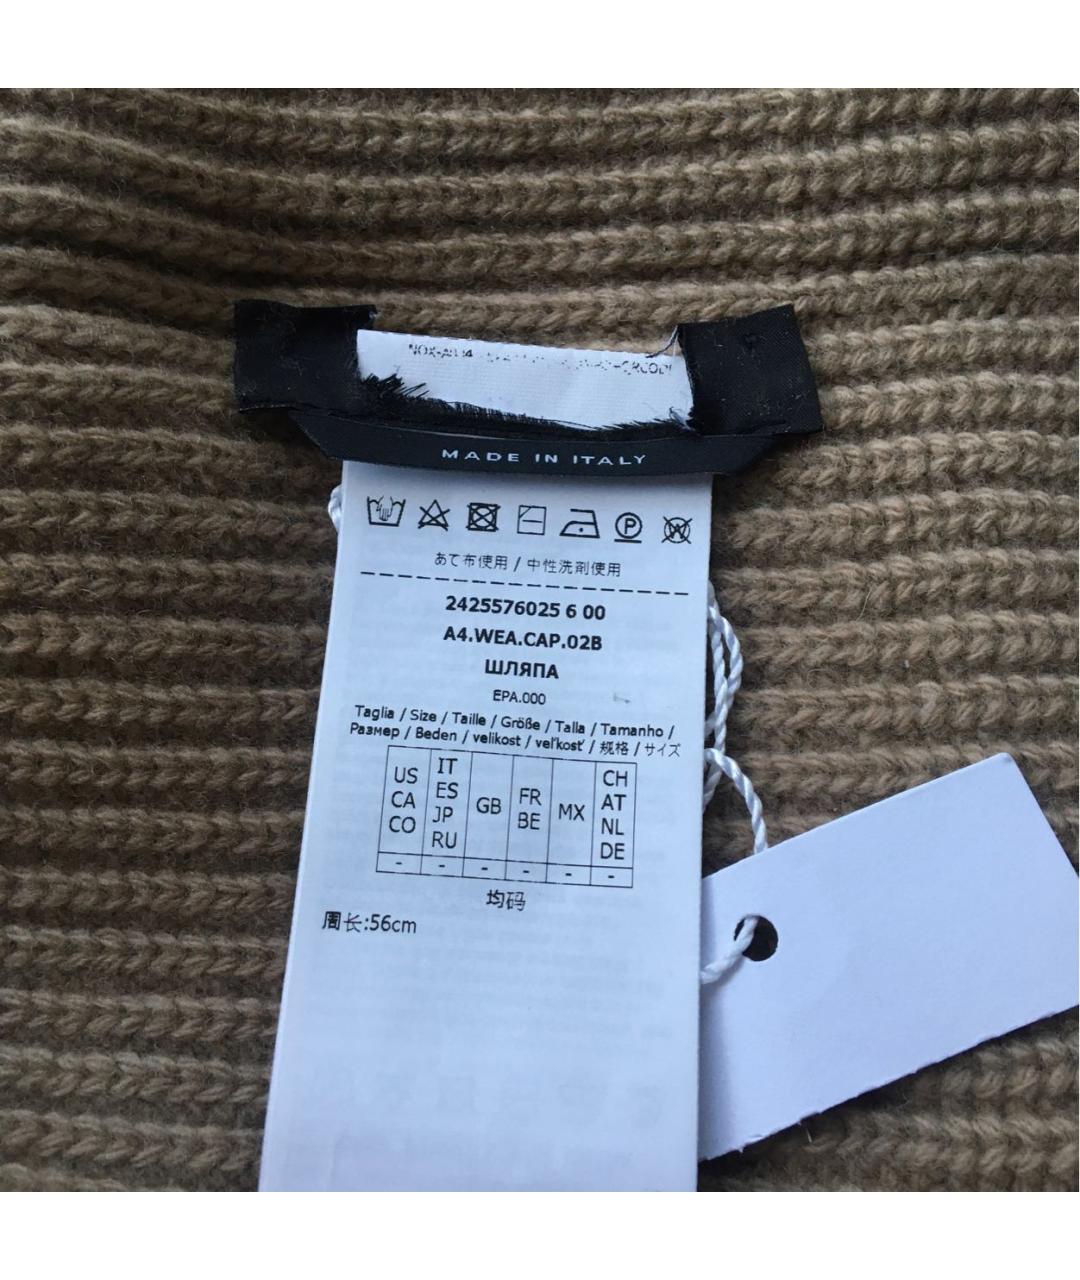 MADE IN ITALY
P W
あて布使用 / 中性洗剤使用
2425576025 6 00
A4.WEA.CAP.02B
ШЛЯПА
EPA.000
Taglia / Size / Taille / Größe / Talla / Tamanho /
Размер / Beden / velikost / veľkosť / 规格 / サイズ
US CA CO IT ES JP RU GB FR BE MX CH AT NL DE
- - - - - -
均码
周长:56cm